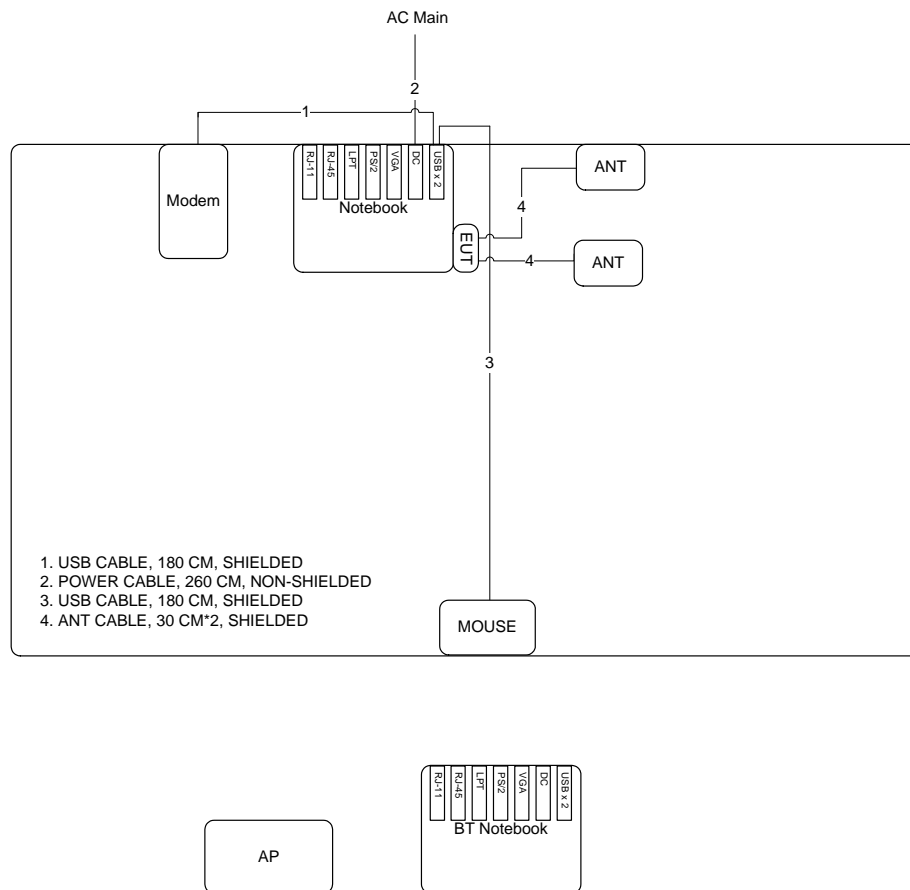 AC Main
2
1
RJ-11
RJ-45
LPT
PS/2
VGA
DC
USB x 2
Notebook
Modem
EUT
ANT
4
ANT
4
3
1. USB CABLE, 180 CM, SHIELDED
2. POWER CABLE, 260 CM, NON-SHIELDED
3. USB CABLE, 180 CM, SHIELDED
4. ANT CABLE, 30 CM*2, SHIELDED
MOUSE
RJ-11
RJ-45
LPT
PS/2
VGA
DC
USB x 2
BT Notebook
AP